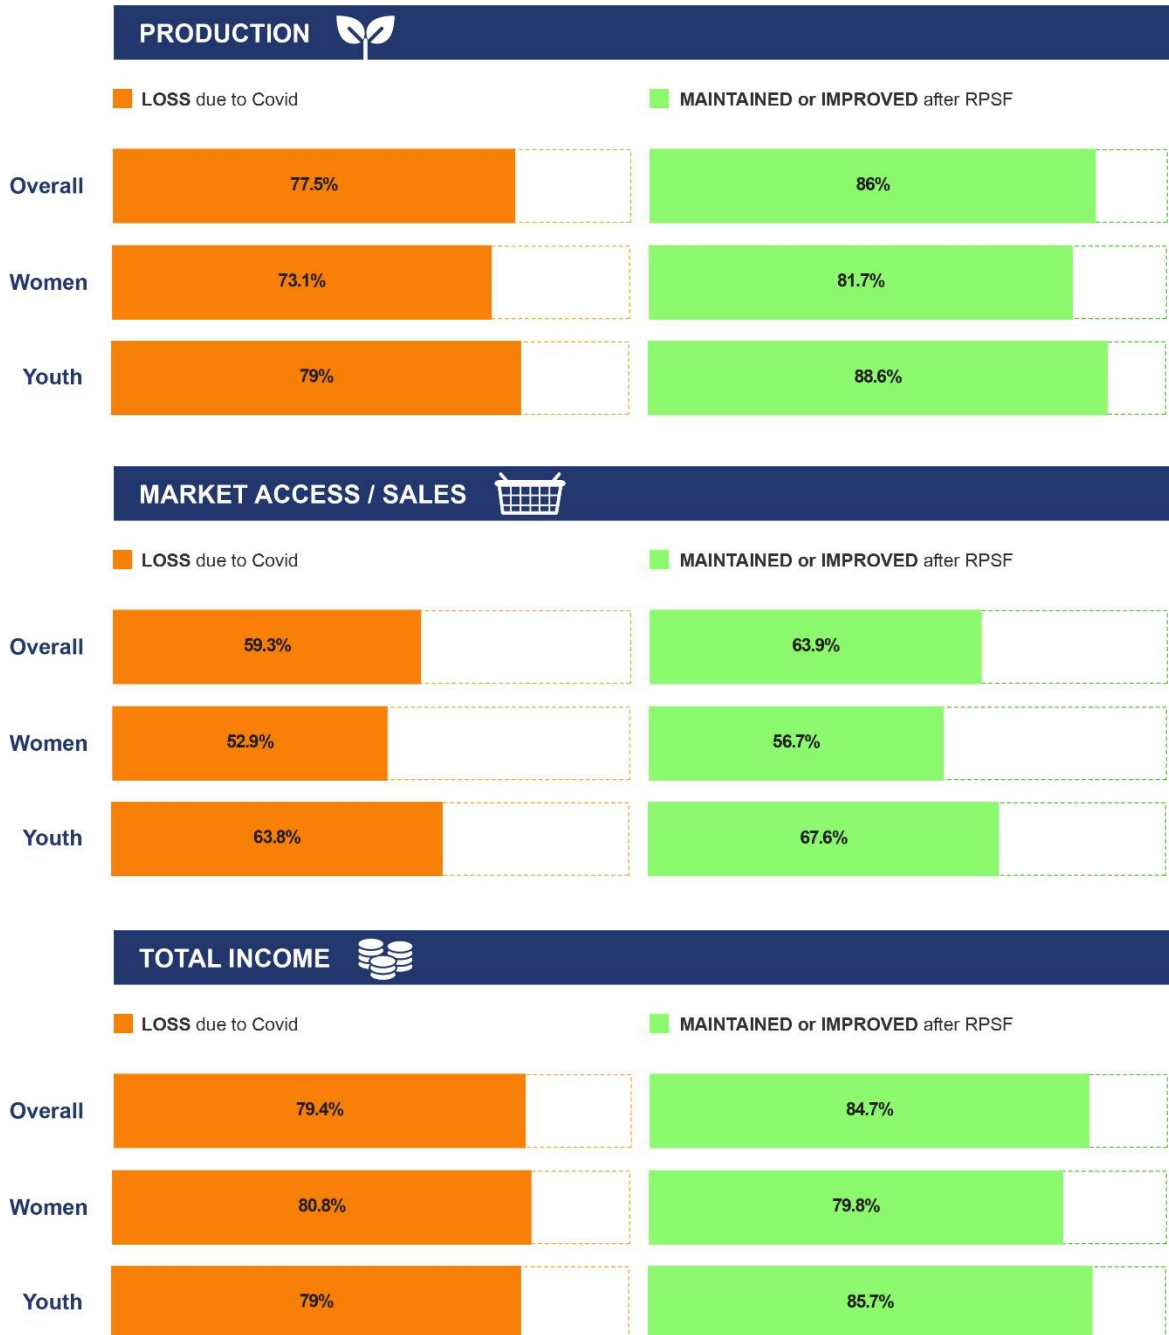 PRODUCTION
LOSS due to Covid
MAINTAINED or IMPROVED after RPSF
Overall 77.5% 86%
Women 73.1% 81.7%
Youth 79% 88.6%
MARKET ACCESS / SALES
LOSS due to Covid
MAINTAINED or IMPROVED after RPSF
Overall 59.3% 63.9%
Women 52.9% 56.7%
Youth 63.8% 67.6%
TOTAL INCOME
LOSS due to Covid
MAINTAINED or IMPROVED after RPSF
Overall 79.4% 84.7%
Women 80.8% 79.8%
Youth 79% 85.7%